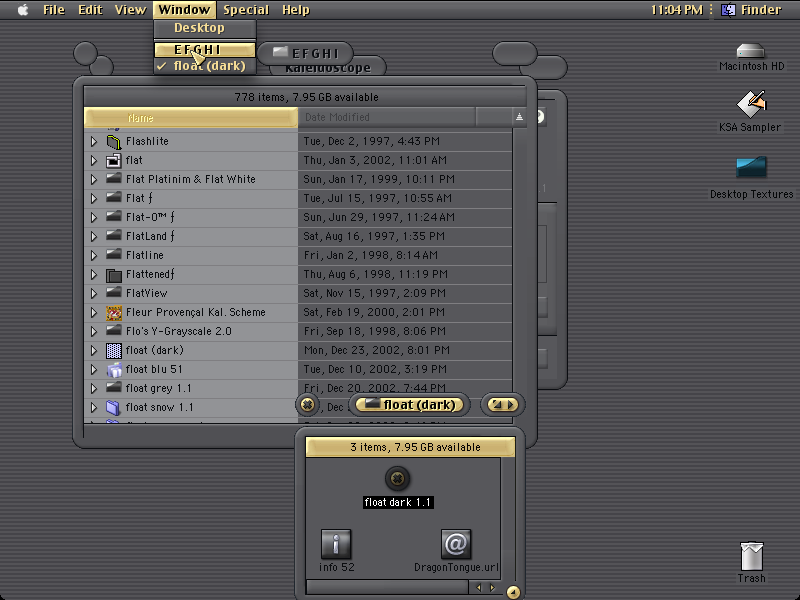 File Edit View Window Special Help 11:04 PM Finder
Desktop
E F G H I
✓ float (dark)
E F G H I
Kaleidoscope
778 items, 7.95 GB available
Name Date Modified
Flashlite Tue, Dec 2, 1997, 4:43 PM
flat Thu, Jan 3, 2002, 11:01 AM
Flat Platinim & Flat White Sun, Jan 17, 1999, 10:11 PM
Flat ƒ Tue, Jul 15, 1997, 10:55 AM
Flat-O™ ƒ Sun, Jun 29, 1997, 11:24 AM
FlatLand ƒ Sat, Aug 16, 1997, 1:35 PM
Flatline Fri, Jan 2, 1998, 8:14 AM
Flattenedƒ Thu, Aug 6, 1998, 11:19 PM
FlatView Sat, Nov 15, 1997, 2:09 PM
Fleur Provençal Kal. Scheme Sat, Feb 19, 2000, 2:01 PM
Flo's Y-Grayscale 2.0 Fri, Sep 18, 1998, 8:06 PM
float (dark) Mon, Dec 23, 2002, 8:01 PM
float blu 51 Tue, Dec 10, 2002, 3:19 PM
float grey 1.1 Fri, Dec 20, 2002, 7:44 PM
float snow 1.1
float (dark)
3 items, 7.95 GB available
float dark 1.1
info 52
DragonTongue.url
Macintosh HD
KSA Sampler
Desktop Textures
Trash